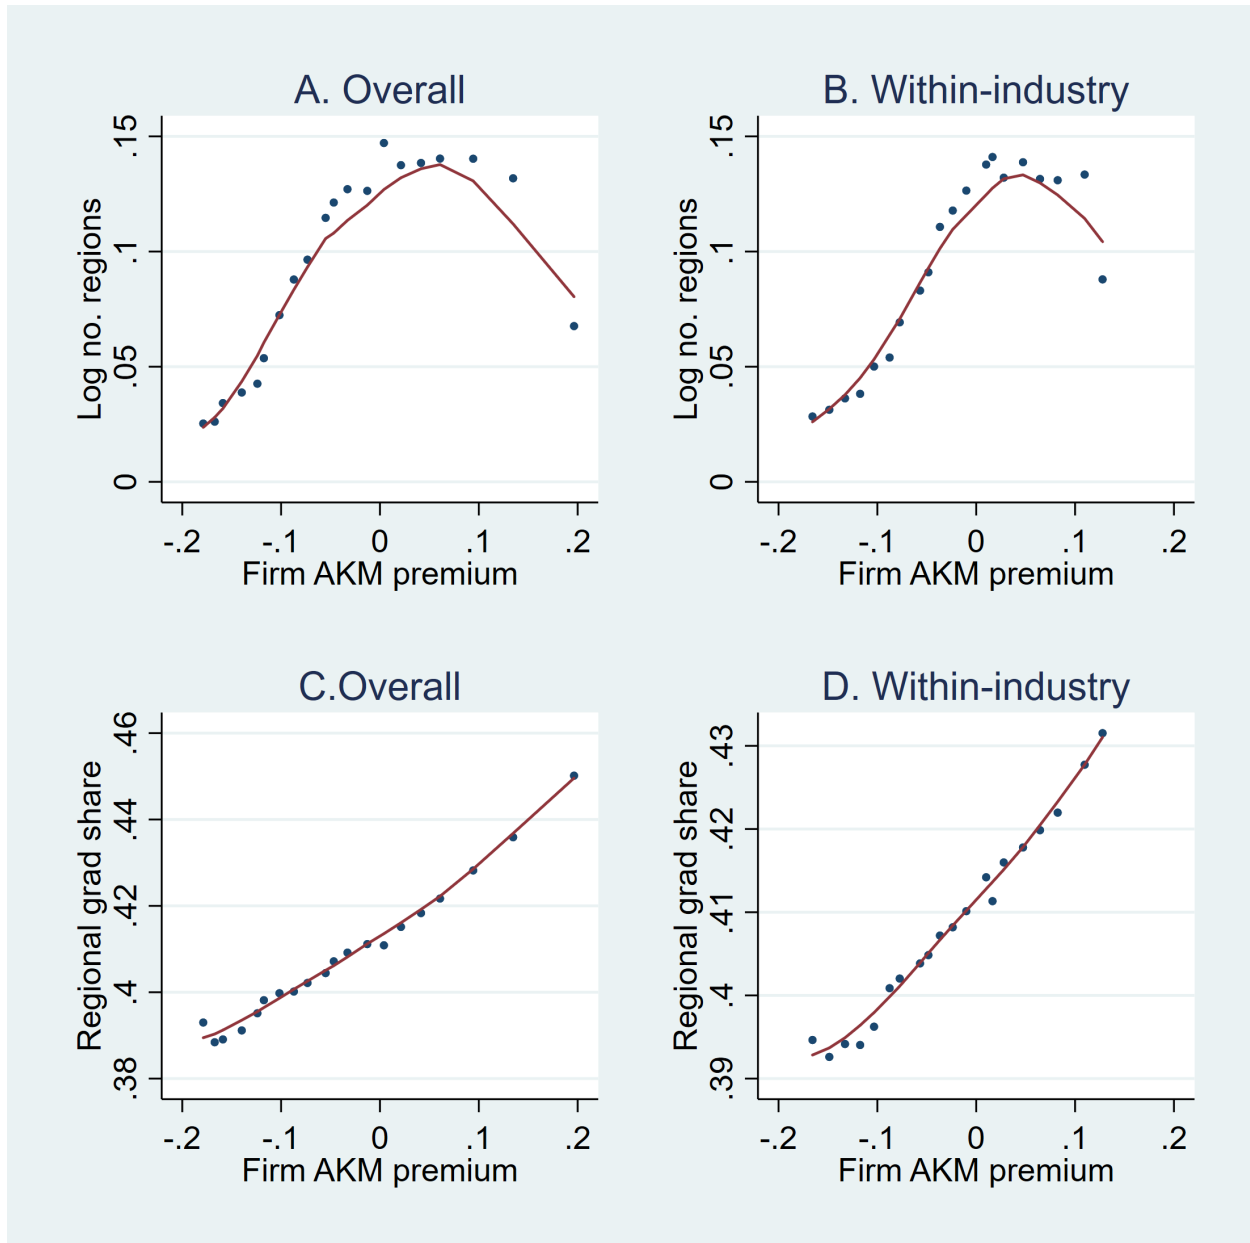 A. Overall
Log no. regions
.15
.1
.05
0
-.2 -.1 0 .1 .2
Firm AKM premium
B. Within-industry
Log no. regions
.15
.1
.05
0
-.2 -.1 0 .1 .2
Firm AKM premium
C.Overall
Regional grad share
.46
.44
.42
.4
.38
-.2 -.1 0 .1 .2
Firm AKM premium
D. Within-industry
Regional grad share
.43
.42
.41
.4
.39
-.2 -.1 0 .1 .2
Firm AKM premium